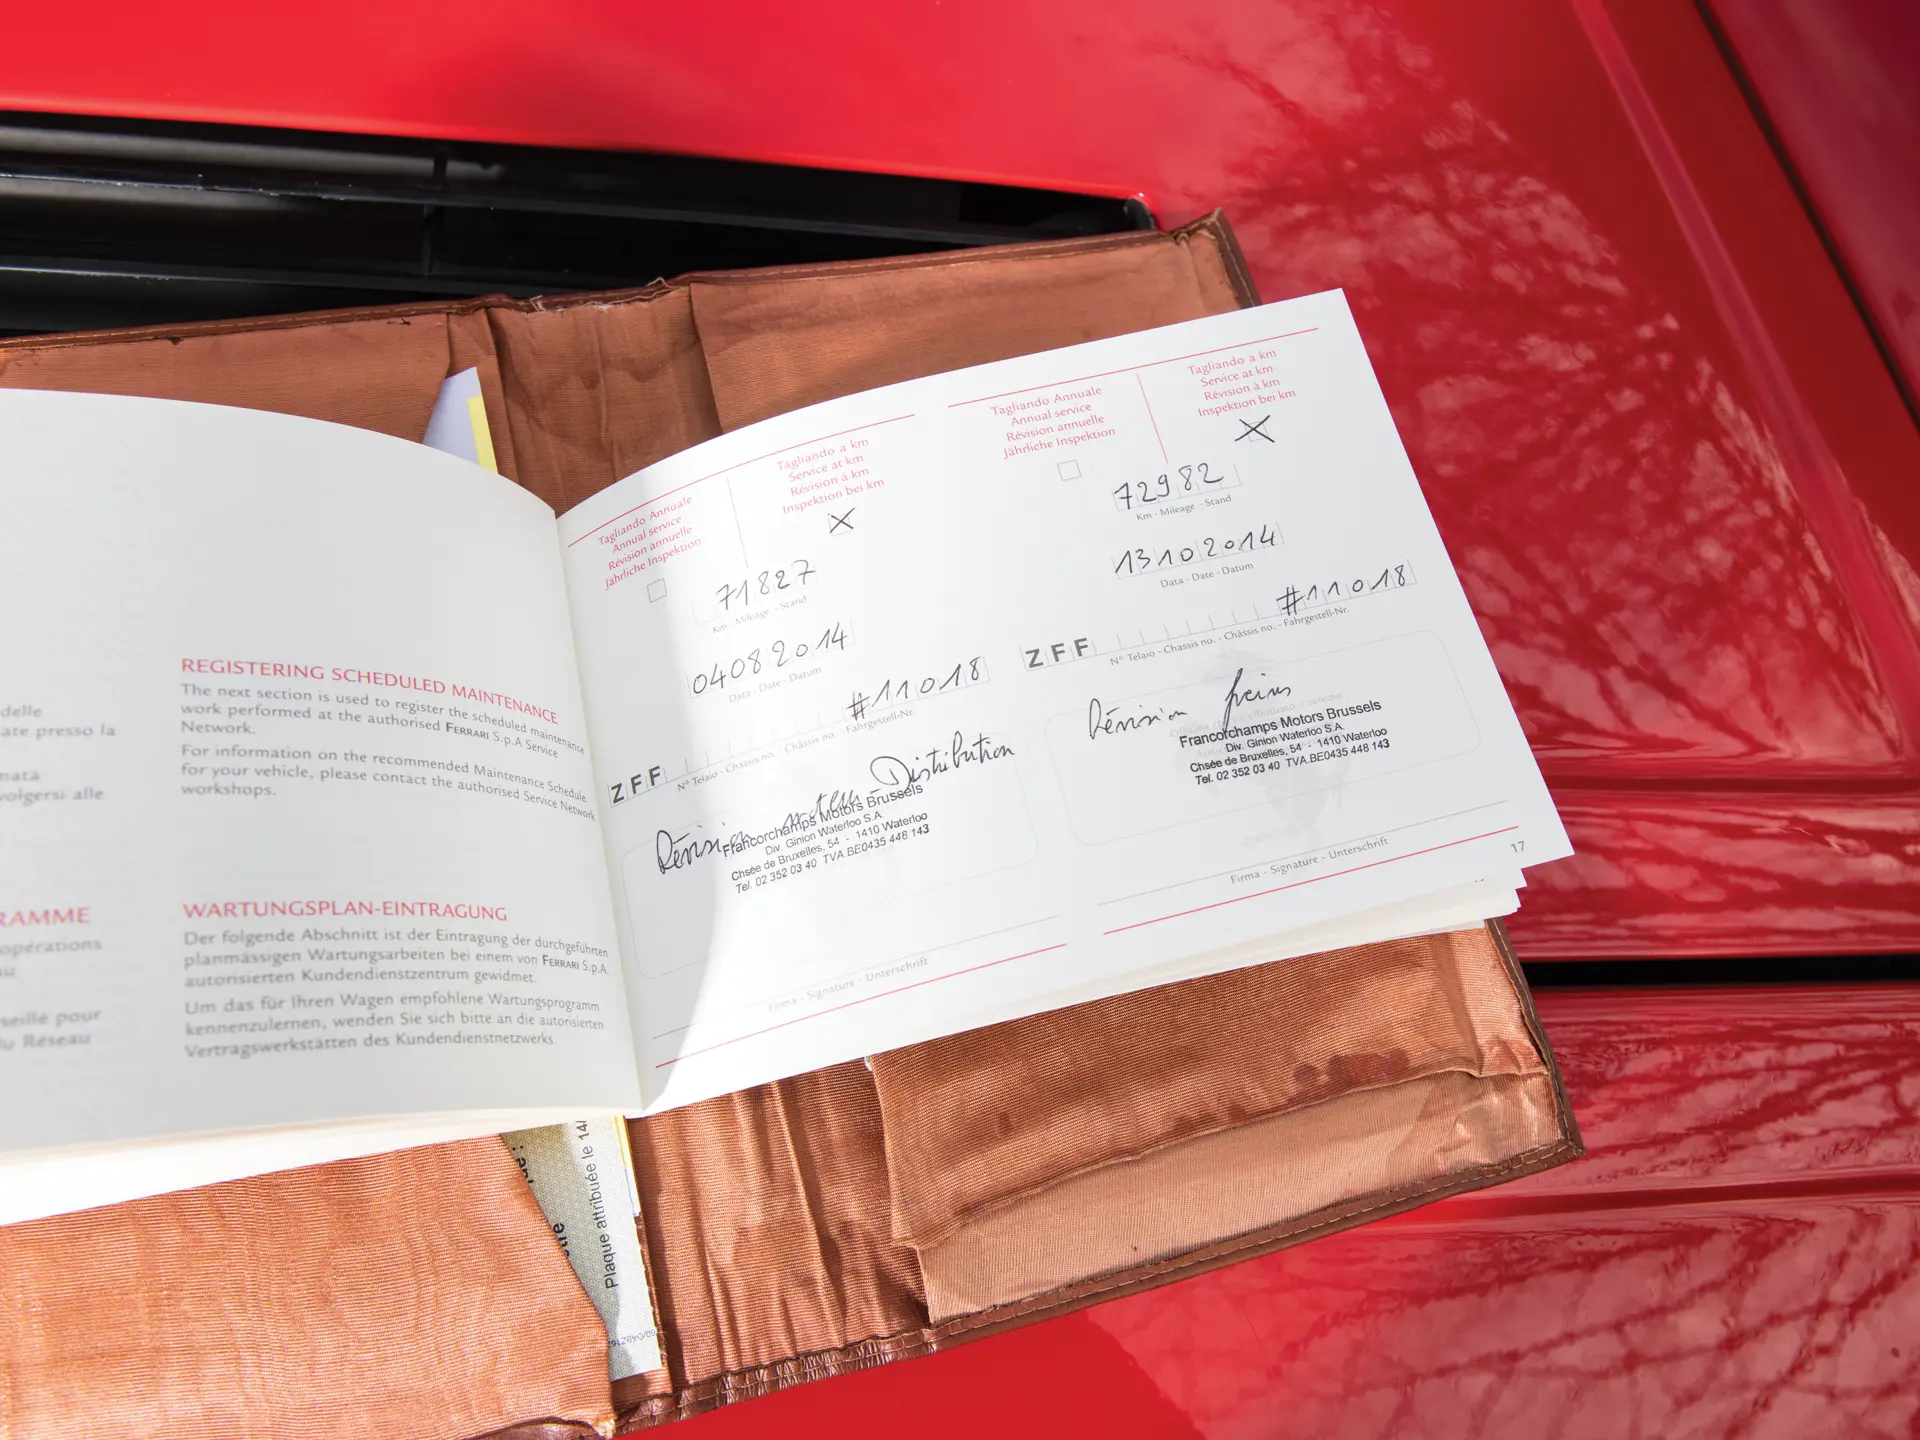 delle
ate presso la
nata
volgersi alle
RAMME
opérations
au
seillé pour
du Réseau
REGISTERING SCHEDULED MAINTENANCE
The next section is used to register the scheduled maintenance
work performed at the authorised FERRARI S.p.A Service
Network.
For information on the recommended Maintenance Schedule
for your vehicle, please contact the authorised Service Network
workshops.
WARTUNGSPLAN-EINTRAGUNG
Der folgende Abschnitt ist der Eintragung der durchgeführten
planmässigen Wartungsarbeiten bei einem von FERRARI S.p.A.
autorisierten Kundendienstzentrum gewidmet.
Um das für Ihren Wagen empfohlene Wartungsprogramm
kennenzulernen, wenden Sie sich bitte an die autorisierten
Vertragswerkstätten des Kundendienstnetzwerks.
Tagliando Annuale
Annual service
Révision annuelle
Jährliche Inspektion
Tagliando a km
Service at km
Révision à km
Inspektion bei km
X
71827
Km - Mileage - Stand
04082014
Data - Date - Datum
#11018
ZFF
N° Telaio - Chassis no. - Châssis no. - Fahrgestell-Nr.
Révision moteur - Distribution
Francorchamps Motors Brussels
Div. Ginion Waterloo S.A.
Chsée de Bruxelles, 54 - 1410 Waterloo
Tel. 02 352 03 40 TVA.BE0435 448 143
Firma - Signature - Unterschrift
Tagliando Annuale
Annual service
Révision annuelle
Jährliche Inspektion
Tagliando a km
Service at km
Révision à km
Inspektion bei km
X
72982
Km - Mileage - Stand
13102014
Data - Date - Datum
#11018
ZFF
N° Telaio - Chassis no. - Châssis no. - Fahrgestell-Nr.
Révision freins
Francorchamps Motors Brussels
Div. Ginion Waterloo S.A.
Chsée de Bruxelles, 54 - 1410 Waterloo
Tel. 02 352 03 40 TVA.BE0435 448 143
Firma - Signature - Unterschrift
17
Plaque attribuée le 14/